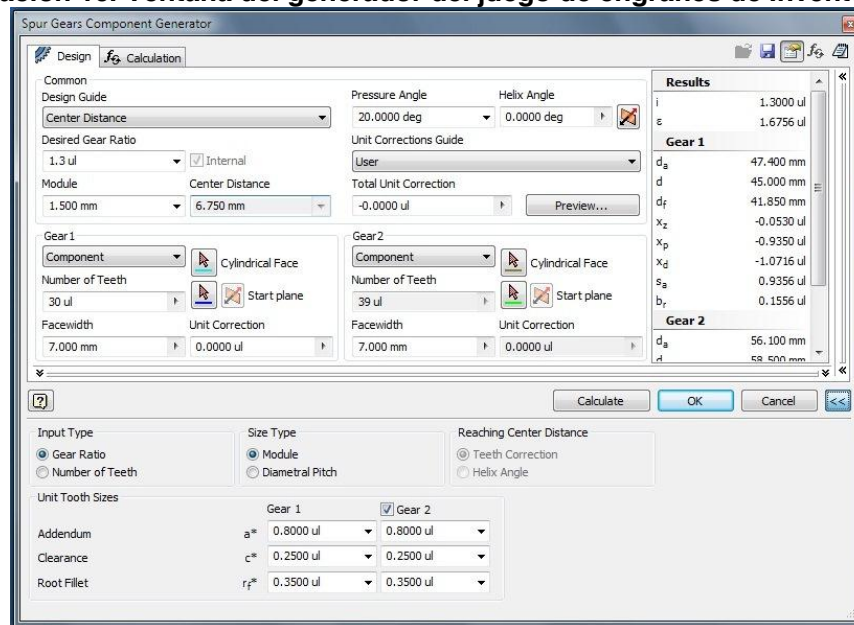 Spur Gears Component Generator
Design Calculation
Common
Design Guide Pressure Angle Helix Angle
Center Distance 20.0000 deg 0.0000 deg
Desired Gear Ratio Unit Corrections Guide
1.3 ul Internal User
Module Center Distance Total Unit Correction
1.500 mm 6.750 mm -0.0000 ul Preview...
Gear1
Component Cylindrical Face
Number of Teeth
30 ul Start plane
Facewidth Unit Correction
7.000 mm 0.0000 ul
Gear2
Component Cylindrical Face
Number of Teeth
39 ul Start plane
Facewidth Unit Correction
7.000 mm 0.0000 ul
Results
i 1.3000 ul
ε 1.6756 ul
Gear 1
da 47.400 mm
d 45.000 mm
df 41.850 mm
xz -0.0530 ul
xp -0.9350 ul
xd -1.0716 ul
sa 0.9356 ul
br 0.1556 ul
Gear 2
da 56.100 mm
d 58.500 mm
Calculate OK Cancel <<
Input Type
Gear Ratio
Number of Teeth
Size Type
Module
Diametral Pitch
Reaching Center Distance
Teeth Correction
Helix Angle
Unit Tooth Sizes
Gear 1 Gear 2
Addendum a* 0.8000 ul 0.8000 ul
Clearance c* 0.2500 ul 0.2500 ul
Root Fillet rf* 0.3500 ul 0.3500 ul